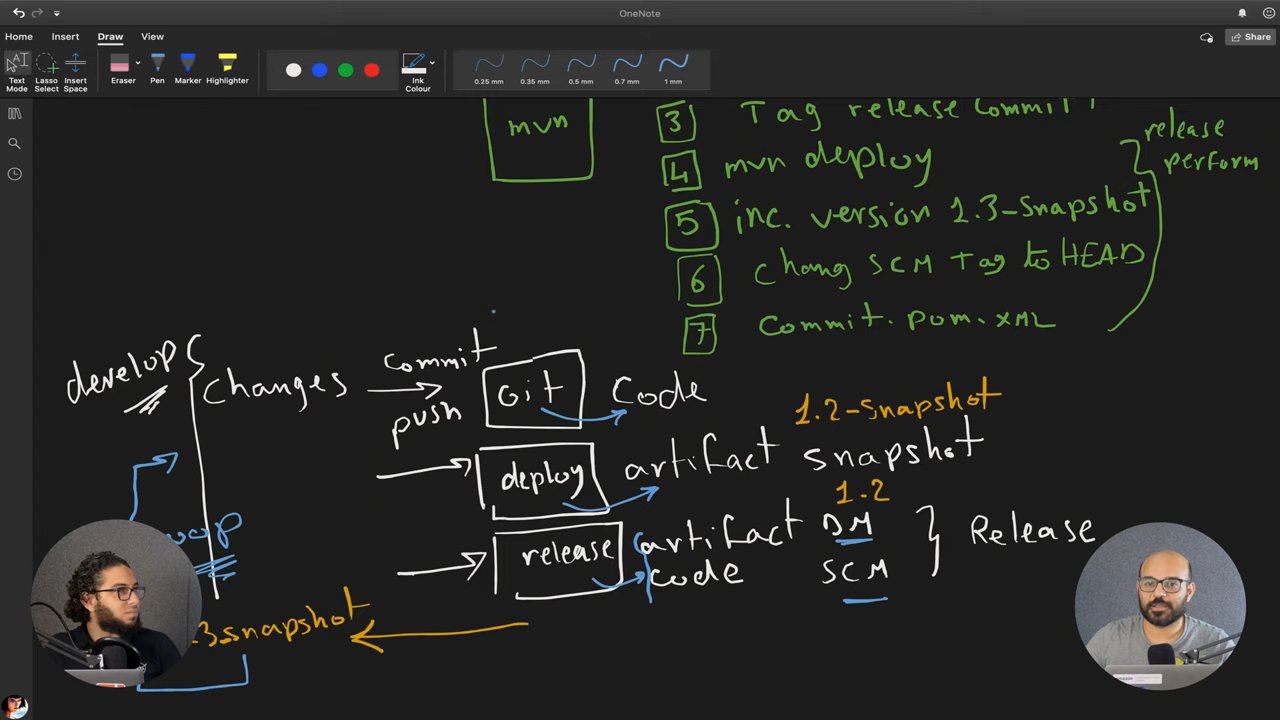 OneNote
Home Insert Draw View
Share
Text Mode
Lasso Select
Insert Space
Eraser
Pen
Marker
Highlighter
Ink Colour
0.25 mm
0.35 mm
0.5 mm
0.7 mm
1 mm
mvn
3 Tag release commit
4 mvn deploy
5 inc. version 1.3-Snapshot
6 Chang SCM Tag to HEAD
7 Commit. pom.XML
release
perform
develop
Changes
commit
push
Git
Code
1.2-Snapshot
deploy
artifact snapshot
1.2
release
artifact DM
code SCM
Release
.3_snapshot